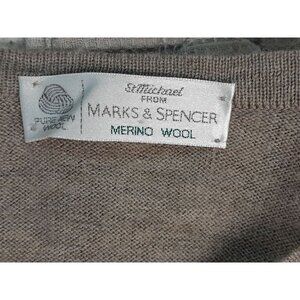 St Michael
FROM
MARKS & SPENCER
MERINO WOOL
PURE NEW
WOOL